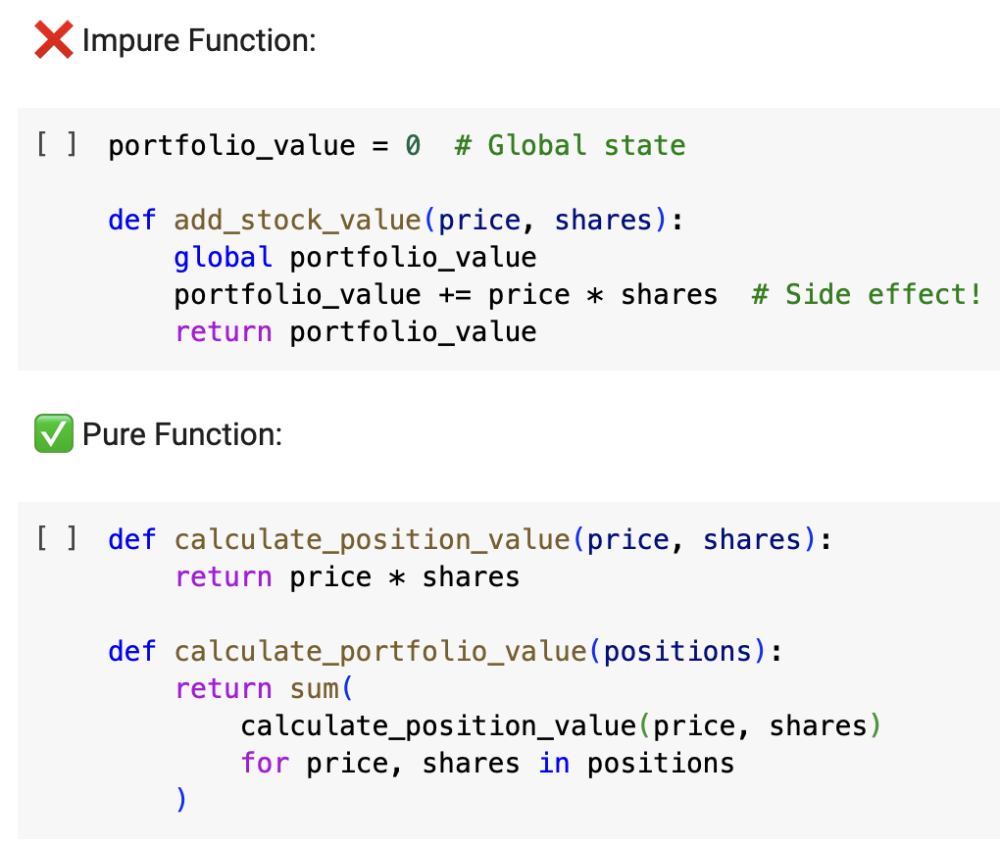 ❌ Impure Function:
[ ] portfolio_value = 0  # Global state
def add_stock_value(price, shares):
    global portfolio_value
    portfolio_value += price * shares  # Side effect!
    return portfolio_value
✅ Pure Function:
[ ] def calculate_position_value(price, shares):
    return price * shares
def calculate_portfolio_value(positions):
    return sum(
        calculate_position_value(price, shares)
        for price, shares in positions
    )